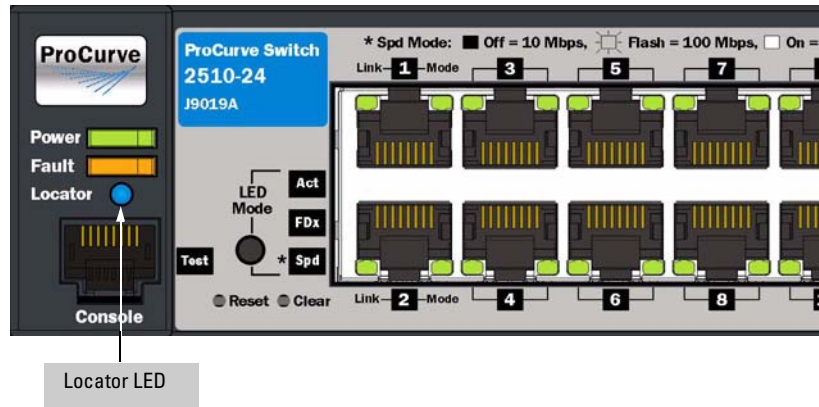 ProCurve
ProCurve Switch
2510-24
J9019A
* Spd Mode: Off = 10 Mbps, Flash = 100 Mbps, On =
Link 1 Mode 3 5 7
Power
Fault
Locator
LED
Mode
Act
FDx
* Spd
Test
Reset Clear
Console
Link 2 Mode 4 6 8
Locator LED